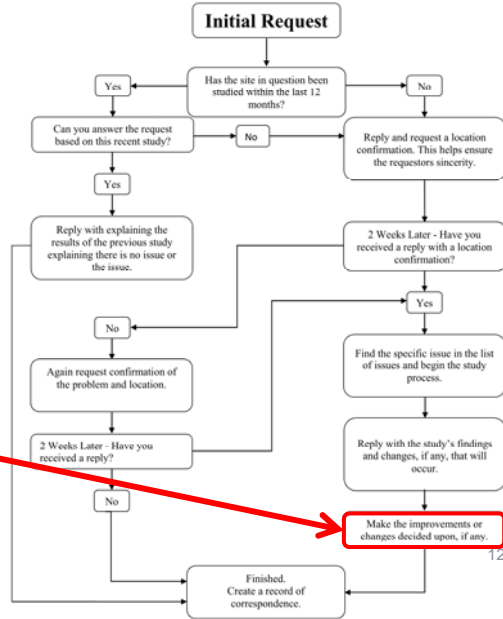 Initial Request
Has the site in question been
studied within the last 12
months?
Yes
No
Can you answer the request
based on this recent study?
No
Reply and request a location
confirmation. This helps ensure
the requestors sincerity.
Yes
Reply with explaining the
results of the previous study
explaining there is no issue or
the issue.
2 Weeks Later - Have you
received a reply with a location
confirmation?
No
Yes
Again request confirmation of
the problem and location.
Find the specific issue in the list
of issues and begin the study
process.
2 Weeks Later - Have you
received a reply?
Reply with the study's findings
and changes, if any, that will
occur.
No
Make the improvements or
changes decided upon, if any.
12
Finished.
Create a record of
correspondence.